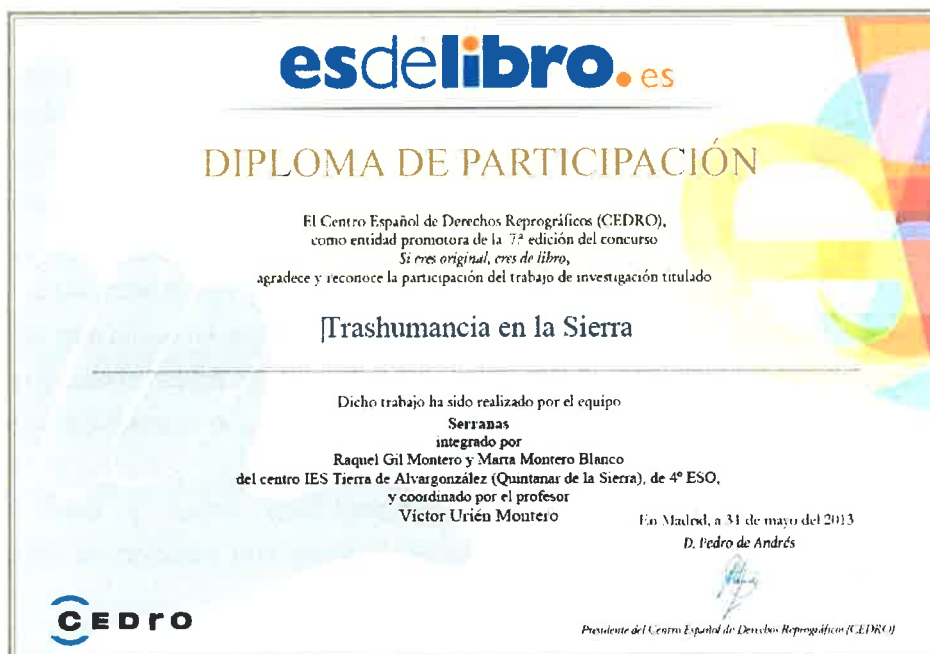 esdelibro.es
DIPLOMA DE PARTICIPACIÓN
El Centro Español de Derechos Reprográficos (CEDRO),
como entidad promotora de la 7ª edición del concurso
Si eres original, eres de libro,
agradece y reconoce la participación del trabajo de investigación titulado
Trashumancia en la Sierra
Dicho trabajo ha sido realizado por el equipo
Serranas
integrado por
Raquel Gil Montero y Marta Montero Blanco
del centro IES Tierra de Alvargonzález (Quintanar de la Sierra), de 4º ESO,
y coordinado por el profesor
Víctor Urién Montero
En Madrid, a 31 de mayo del 2013
D. Pedro de Andrés
Presidente del Centro Español de Derechos Reprográficos (CEDRO)
CEDrO